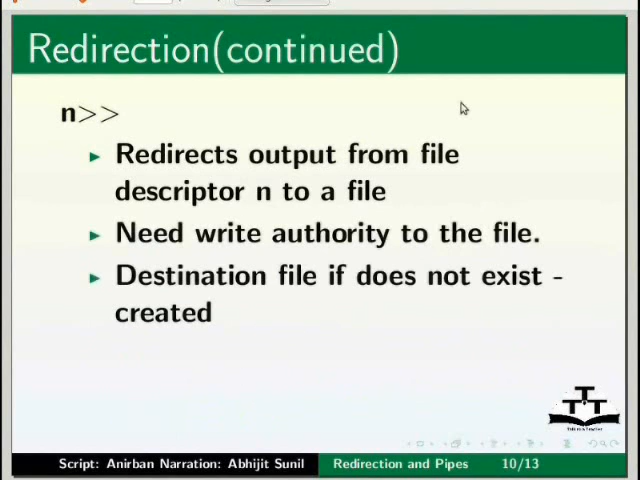 Redirection(continued)
n>>
Redirects output from file
descriptor n to a file
Need write authority to the file.
Destination file if does not exist -
created
TTT
Script: Anirban Narration: Abhijit Sunil Redirection and Pipes 10/13